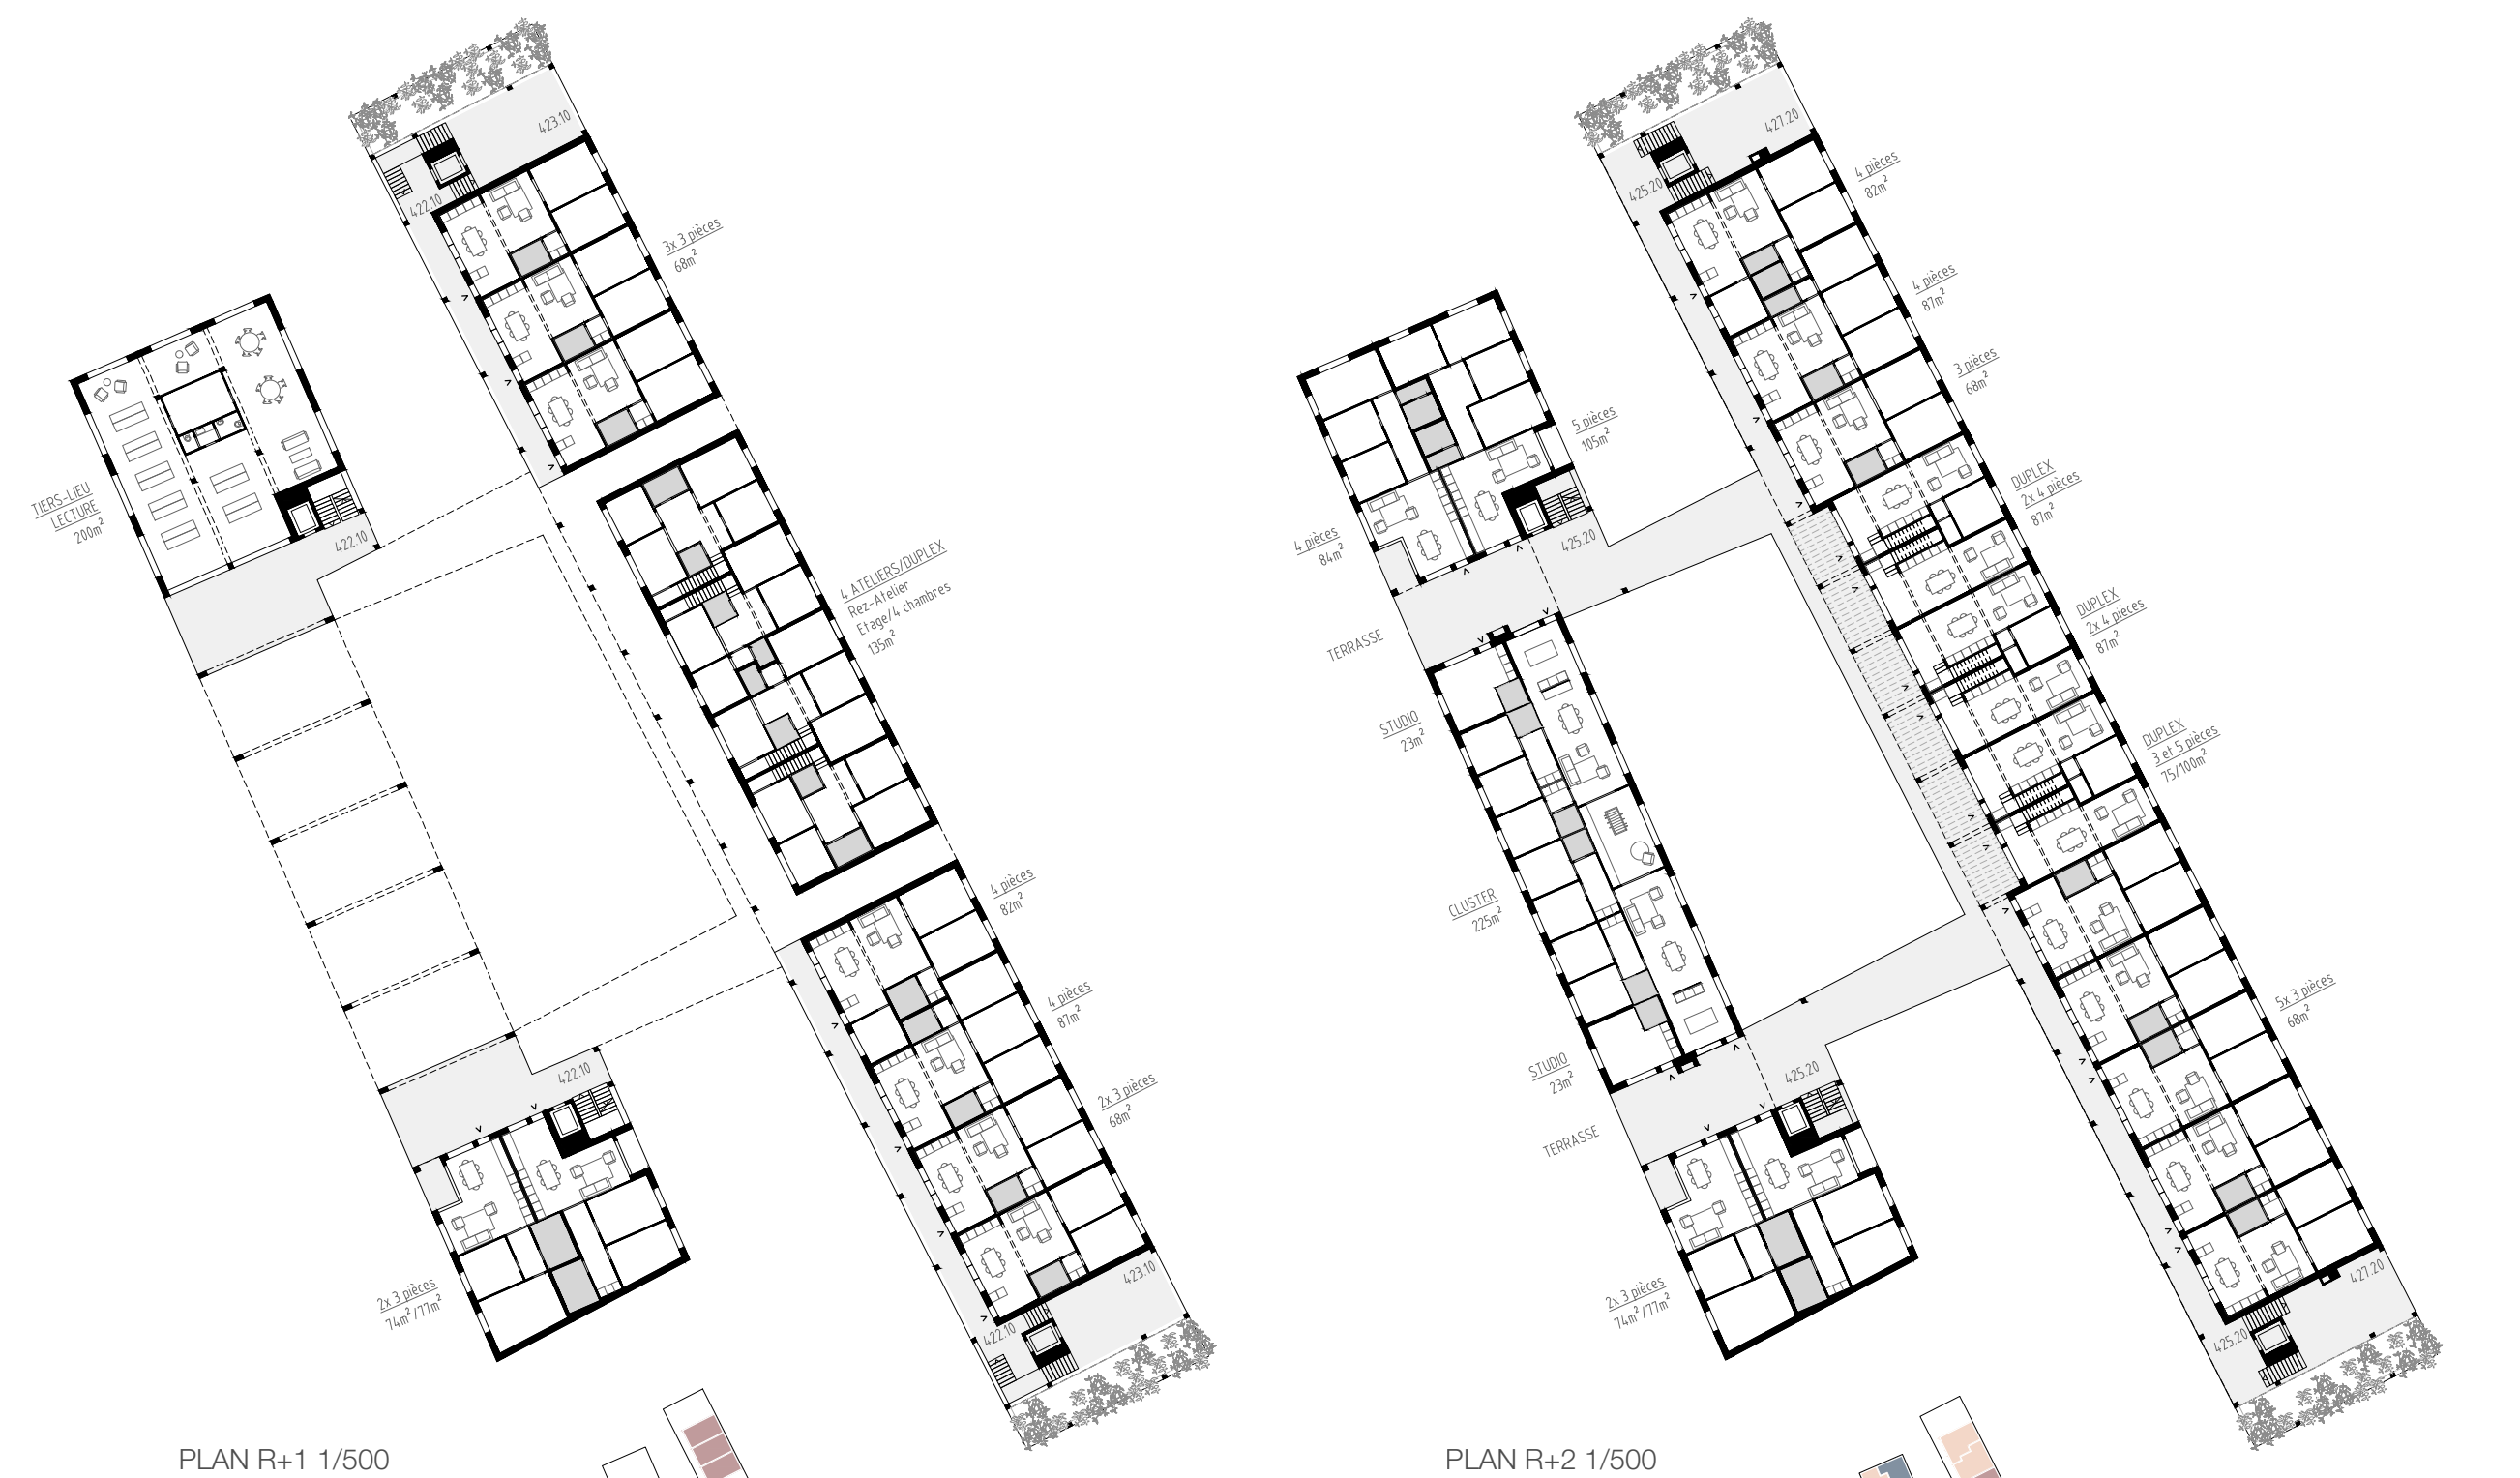 423.10
422.10
3x 3 pièces
68m²
TIERS-LIEU
LECTURE
200m²
422.10
4 ATELIERS/DUPLEX
Rez-Atelier
Etage/4 chambres
135m²
4 pièces
82m²
4 pièces
87m²
2x 3 pièces
68m²
422.10
2x 3 pièces
74m²/77m²
423.10
422.10
PLAN R+1 1/500
427.20
425.20
4 pièces
82m²
4 pièces
87m²
3 pièces
68m²
5 pièces
105m²
4 pièces
84m²
425.20
DUPLEX
2x 4 pièces
87m²
DUPLEX
2x 4 pièces
87m²
DUPLEX
3 et 5 pièces
75/100m²
TERRASSE
STUDIO
23m²
CLUSTER
225m²
STUDIO
23m²
5x 3 pièces
68m²
425.20
TERRASSE
2x 3 pièces
74m²/77m²
427.20
425.20
PLAN R+2 1/500